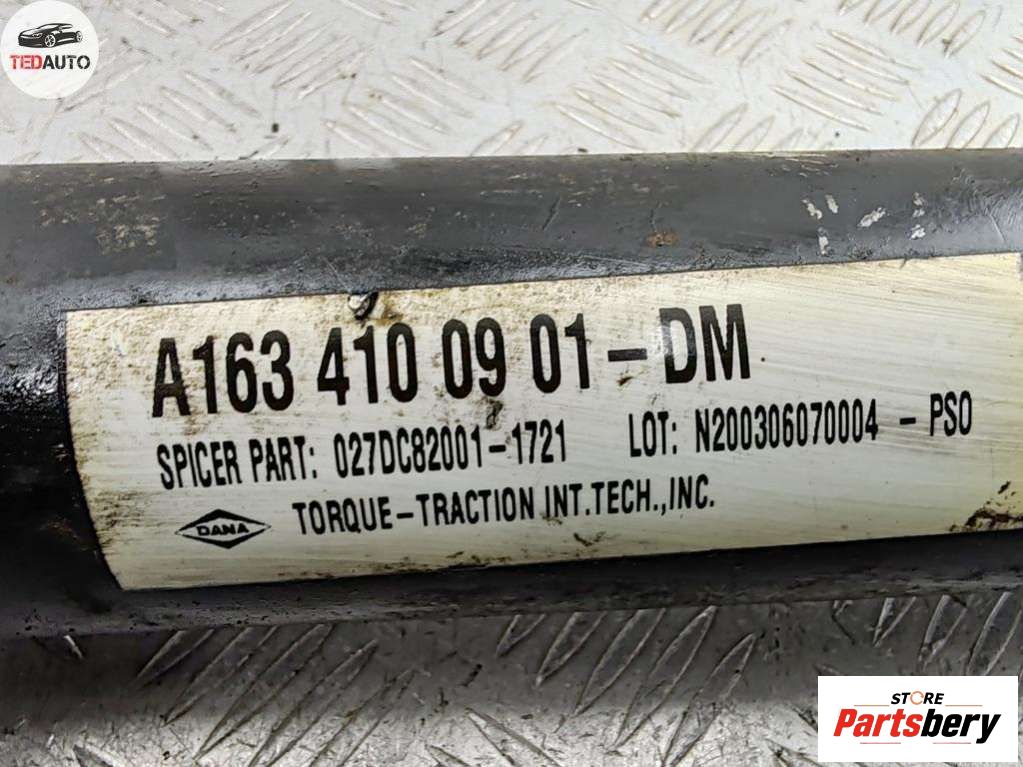 TEDAUTO
A163 410 09 01-DM
SPICER PART: 027DC82001-1721 LOT: N200306070004 - PSO
DANA TORQUE-TRACTION INT.TECH.,INC.
STORE
Partsbery